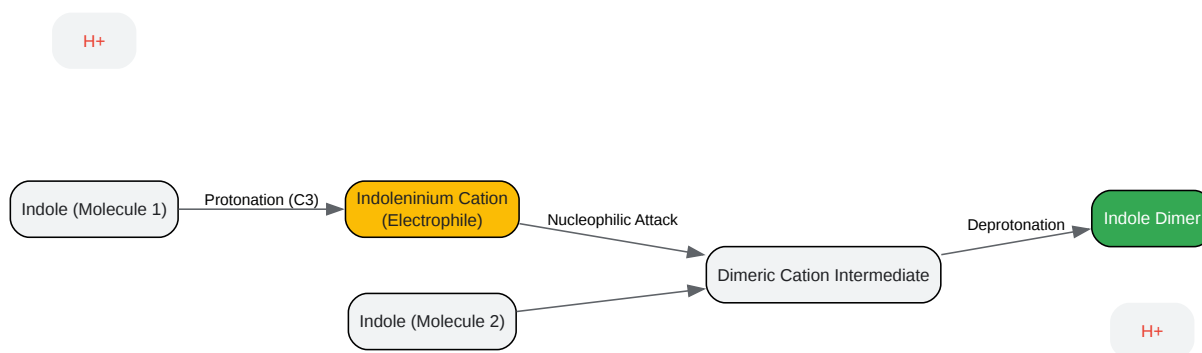 H+
Indole (Molecule 1)
Protonation (C3)
Indoleninium Cation
(Electrophile)
Nucleophilic Attack
Indole (Molecule 2)
Dimeric Cation Intermediate
Deprotonation
Indole Dimer
H+